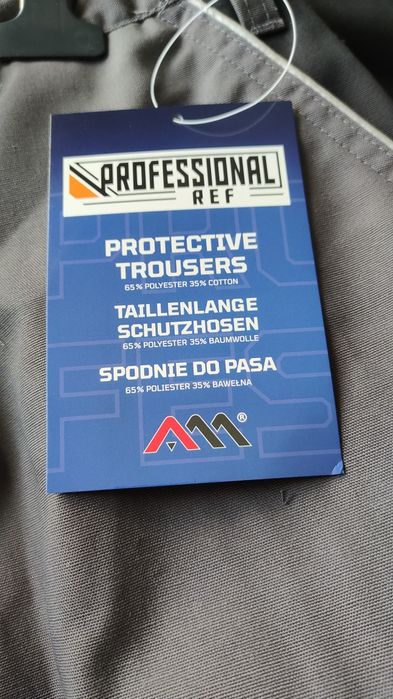 PROFESSIONAL
REF
PROTECTIVE
TROUSERS
65% POLYESTER 35% COTTON
TAILLENLANGE
SCHUTZHOSEN
65% POLYESTER 35% BAUMWOLLE
SPODNIE DO PASA
65% POLIESTER 35% BAWEŁNA
AM®